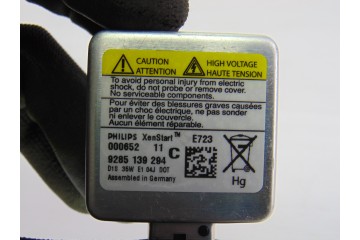 CAUTION
ATTENTION
HIGH VOLTAGE
HAUTE TENSION
To avoid personal injury from electric
shock, do not probe or remove cover.
No serviceable components.
Pour éviter des blessures graves causées
par un choc électrique, ne pas sonder
ni enlever le couvercle.
Aucun élément réparable.
PHILIPS XenStart™ E723
000652 11 C
9285 139 294
D1S 35W E1 04J DOT
Assembled in Germany
Hg